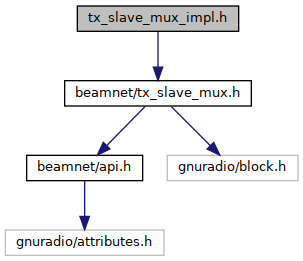 tx_slave_mux_impl.h
beamnet/tx_slave_mux.h
beamnet/api.h
gnuradio/block.h
gnuradio/attributes.h